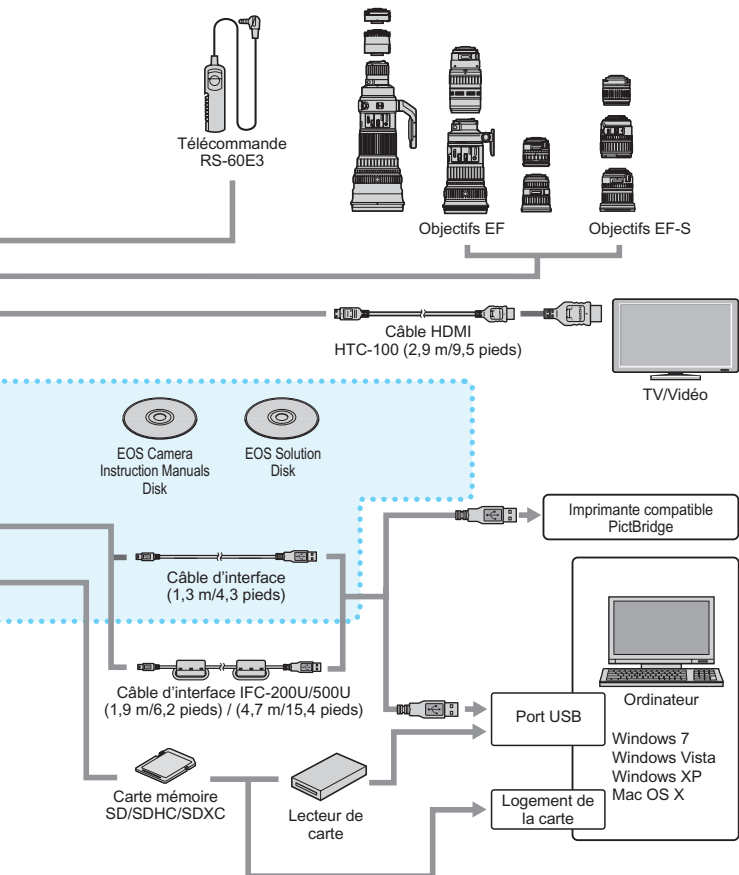 Télécommande
RS-60E3
Objectifs EF
Objectifs EF-S
Câble HDMI
HTC-100 (2,9 m/9,5 pieds)
TV/Vidéo
EOS Camera
Instruction Manuals
Disk
EOS Solution
Disk
Imprimante compatible
PictBridge
Câble d’interface
(1,3 m/4,3 pieds)
Câble d’interface IFC-200U/500U
(1,9 m/6,2 pieds) / (4,7 m/15,4 pieds)
Port USB
Ordinateur
Windows 7
Windows Vista
Windows XP
Mac OS X
Carte mémoire
SD/SDHC/SDXC
Lecteur de
carte
Logement de
la carte